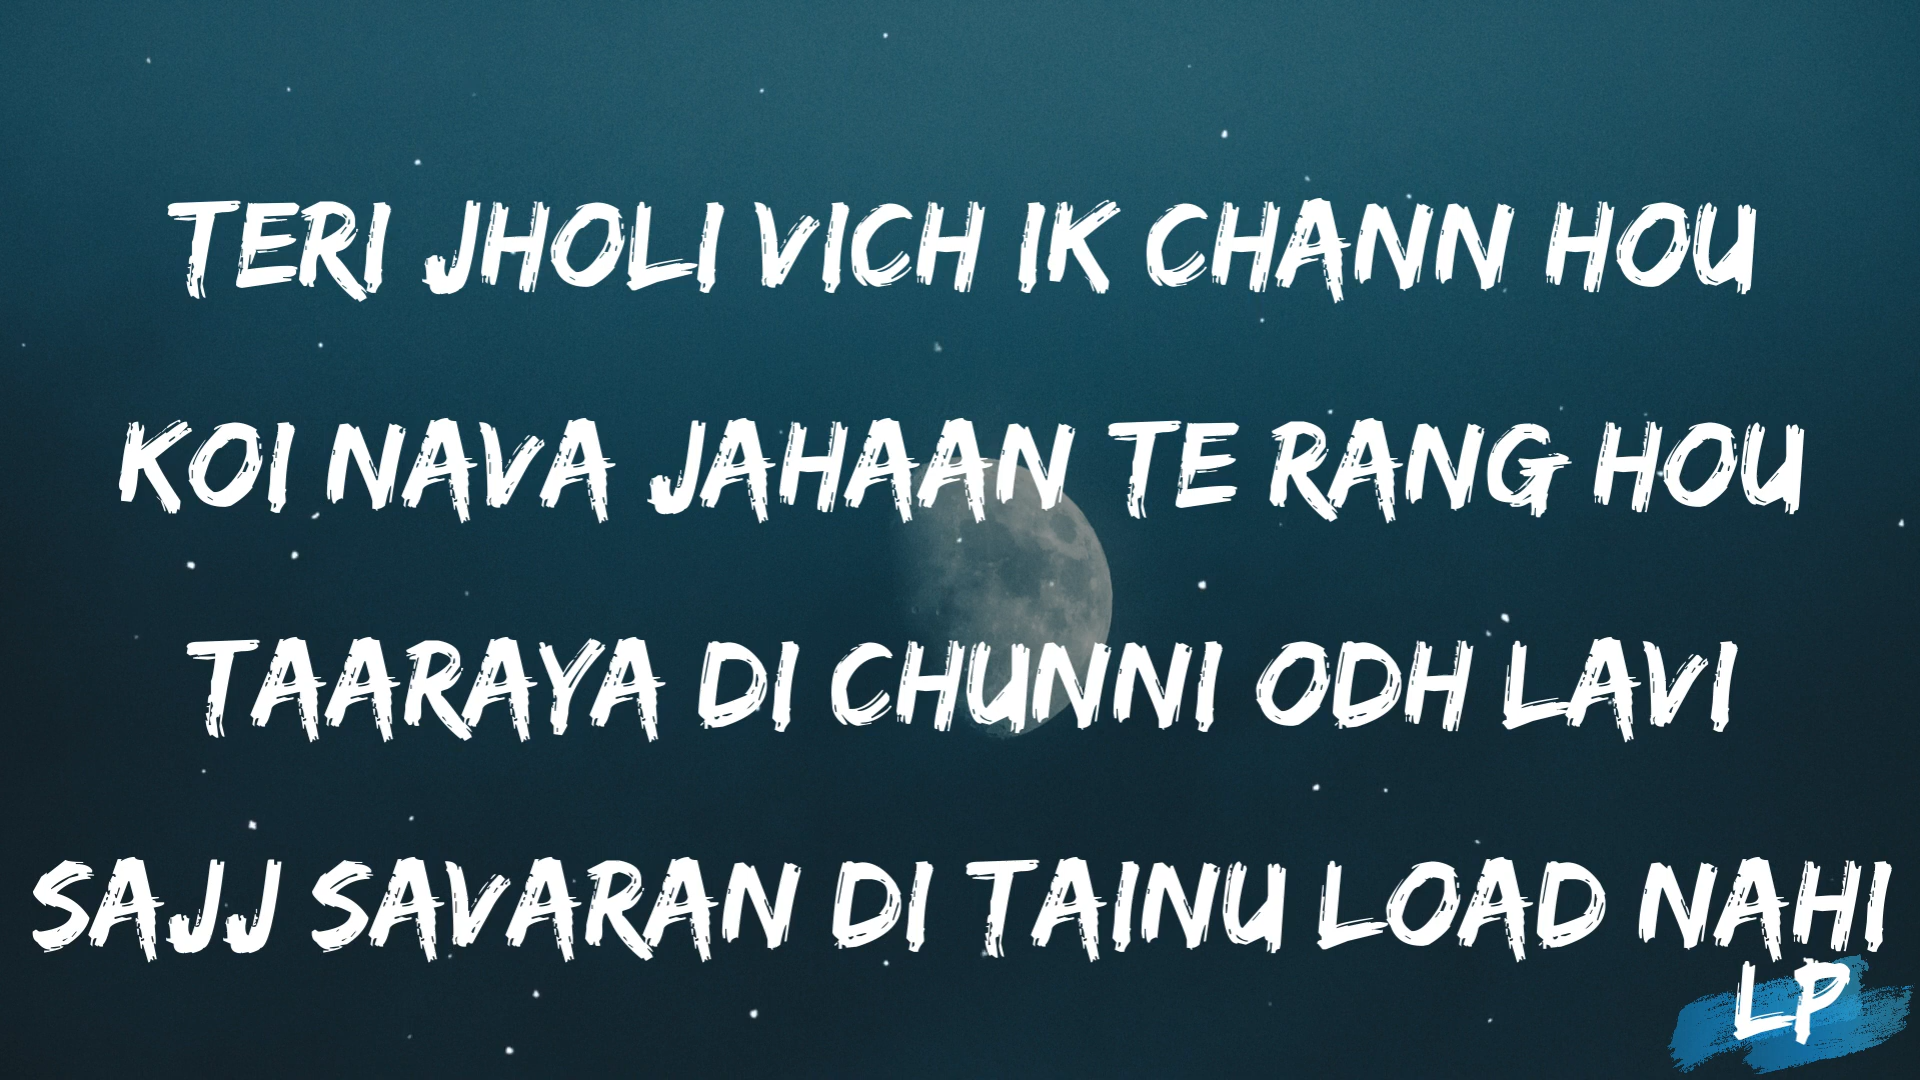 TERI JHOLI VICH IK CHANN HOU
KOI NAVA JAHAAN TE RANG HOU
TAARAYA DI CHUNNI ODH LAVI
SAJJ SAVARAN DI TAINU LOAD NAHI
LP